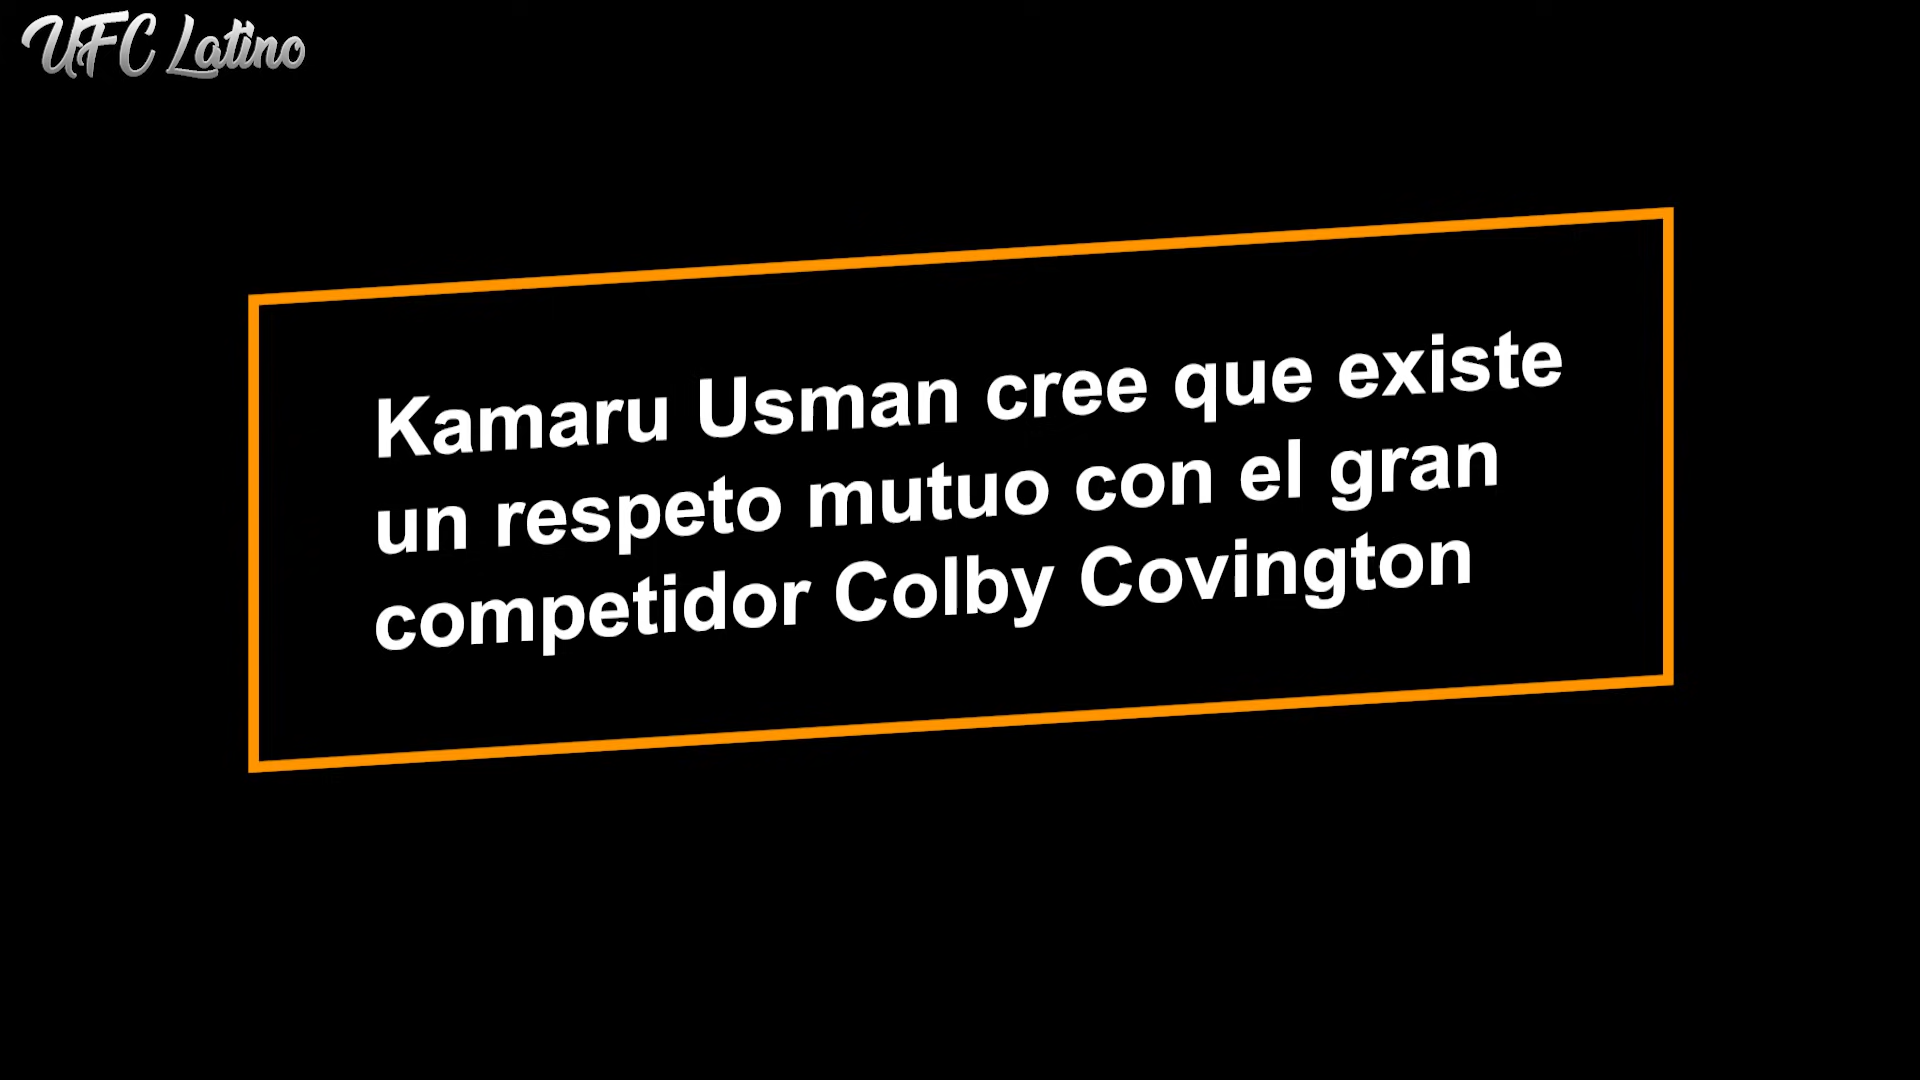 UFC Latino
Kamaru Usman cree que existe
un respeto mutuo con el gran
competidor Colby Covington